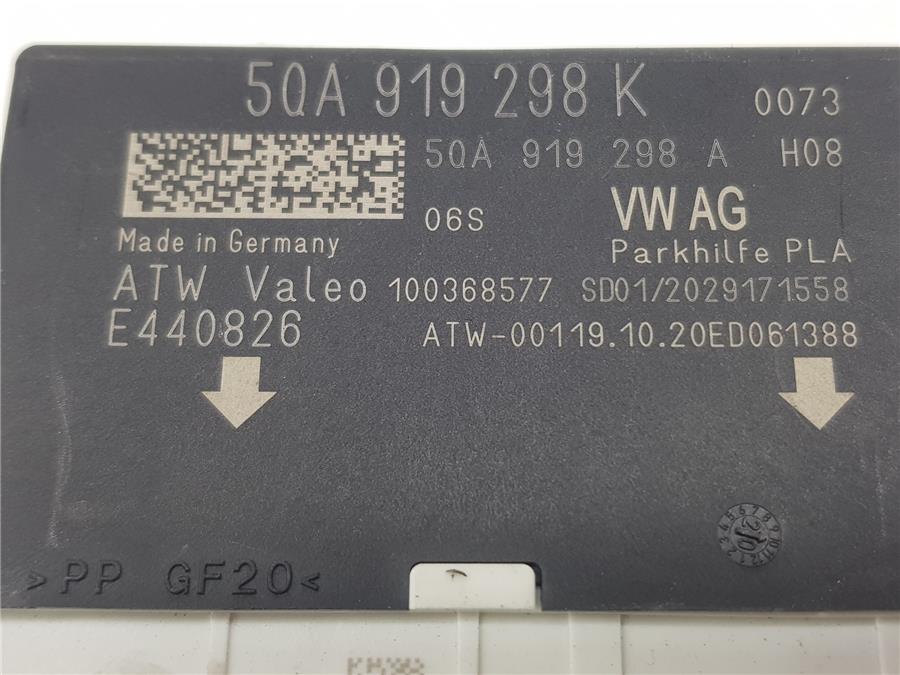 5QA 919 298 K 0073
5QA 919 298 A H08
06S VW AG
Made in Germany Parkhilfe PLA
ATW Valeo 100368577 SD01/2029171558
E440826 ATW-00119.10.20ED061388
>PP GF20<